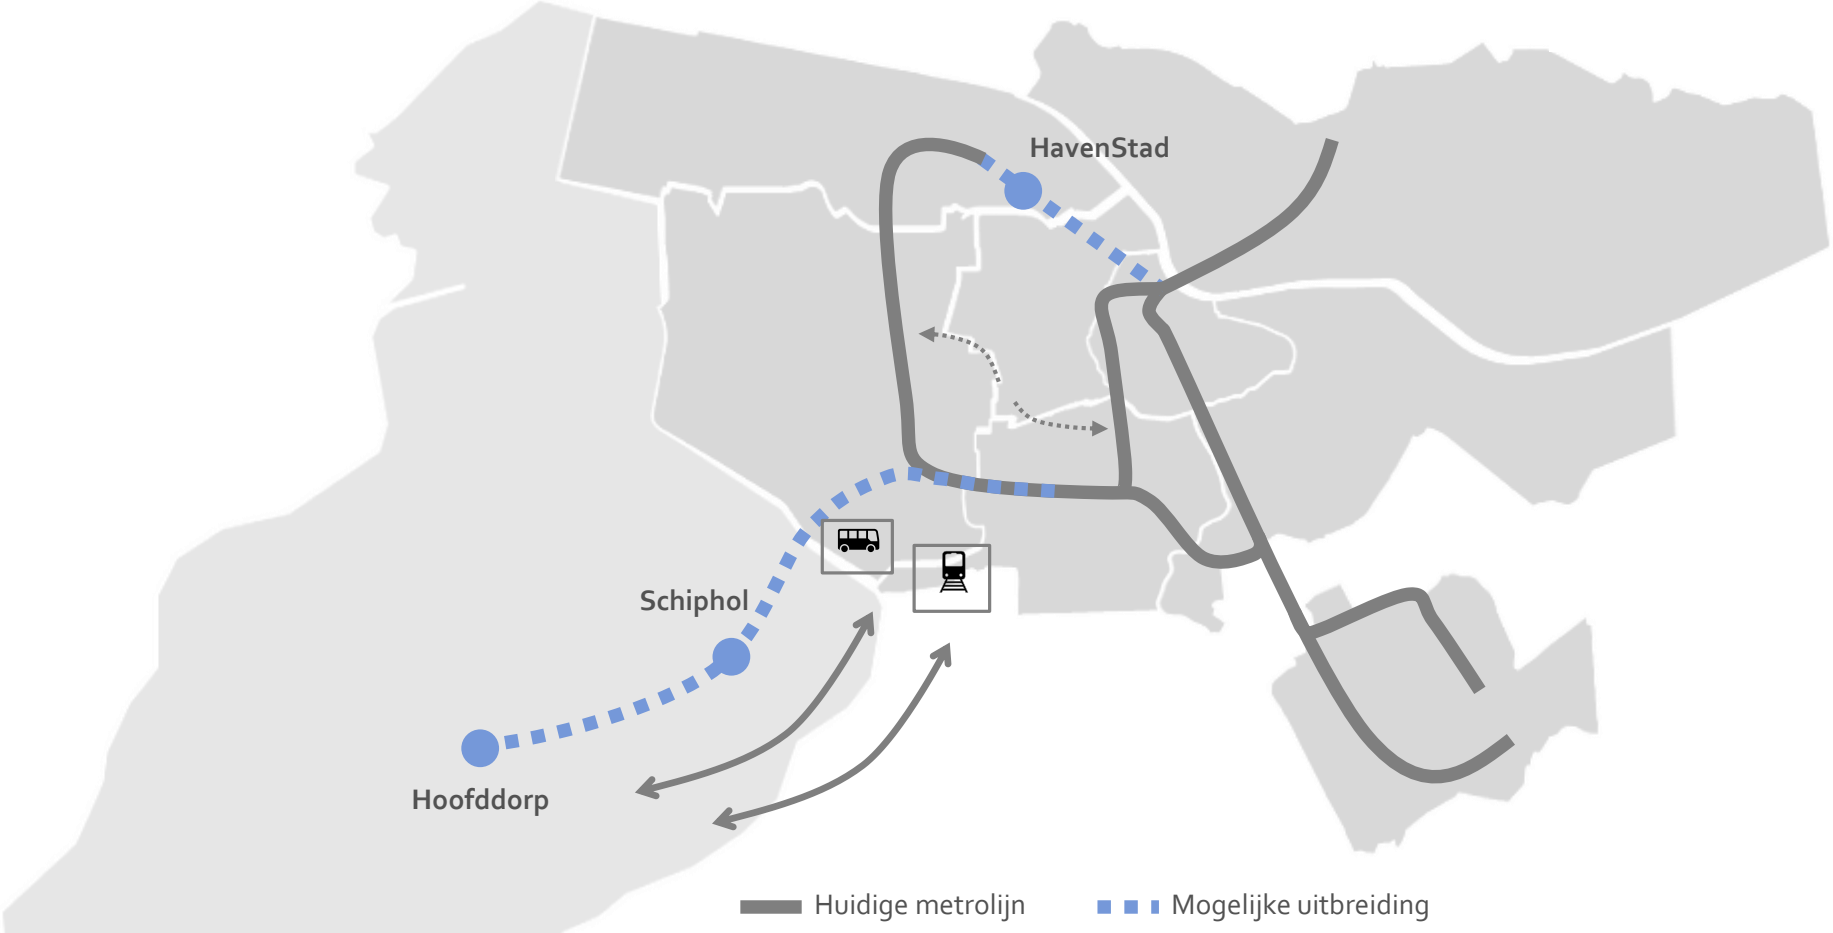 HavenStad
Schiphol
Hoofddorp
Huidige metrolijn
Mogelijke uitbreiding